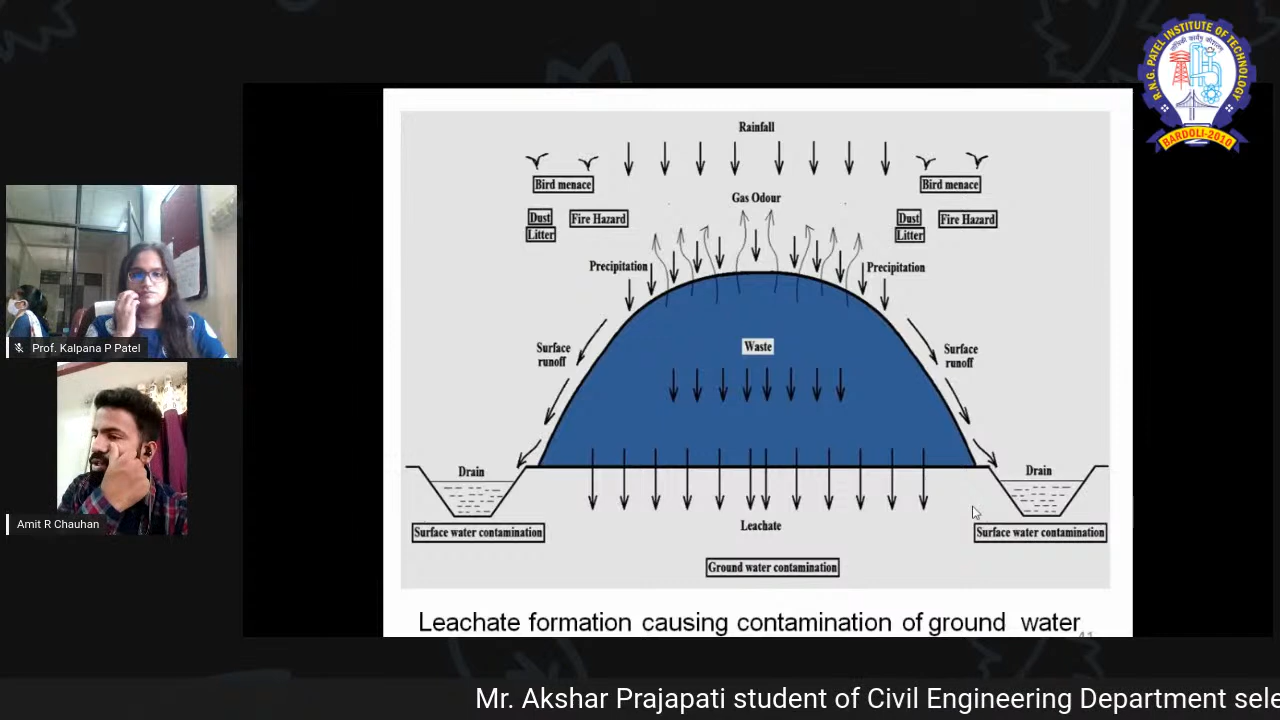 R.N.G. PATEL INSTITUTE OF TECHNOLOGY
BARDOLI-2010
Rainfall
Bird menace
Bird menace
Gas Odour
Dust
Fire Hazard
Dust
Fire Hazard
Litter
Litter
Precipitation
Precipitation
Surface
runoff
Waste
Surface
runoff
Prof. Kalpana P Patel
Amit R Chauhan
Drain
Drain
Surface water contamination
Leachate
Surface water contamination
Ground water contamination
Leachate formation causing contamination of ground water
Mr. Akshar Prajapati student of Civil Engineering Department sele